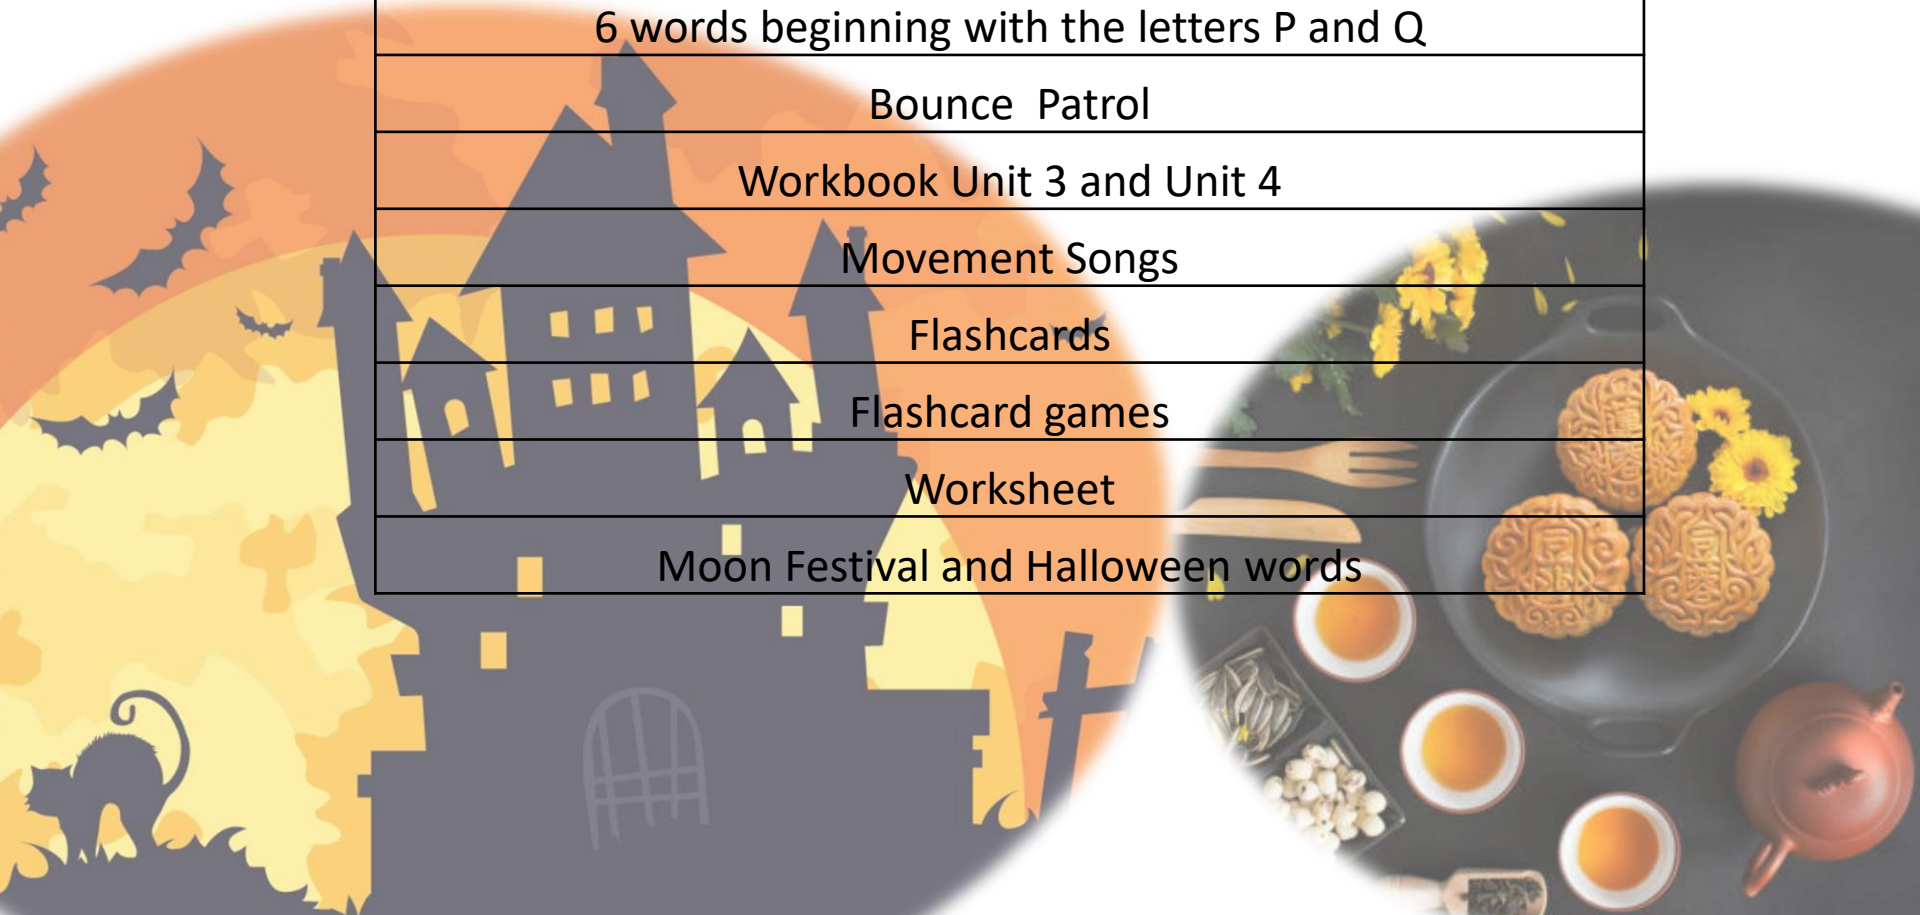 6 words beginning with the letters P and Q
Bounce  Patrol
Workbook Unit 3 and Unit 4
Movement Songs
Flashcards
Flashcard games
Worksheet
Moon Festival and Halloween words